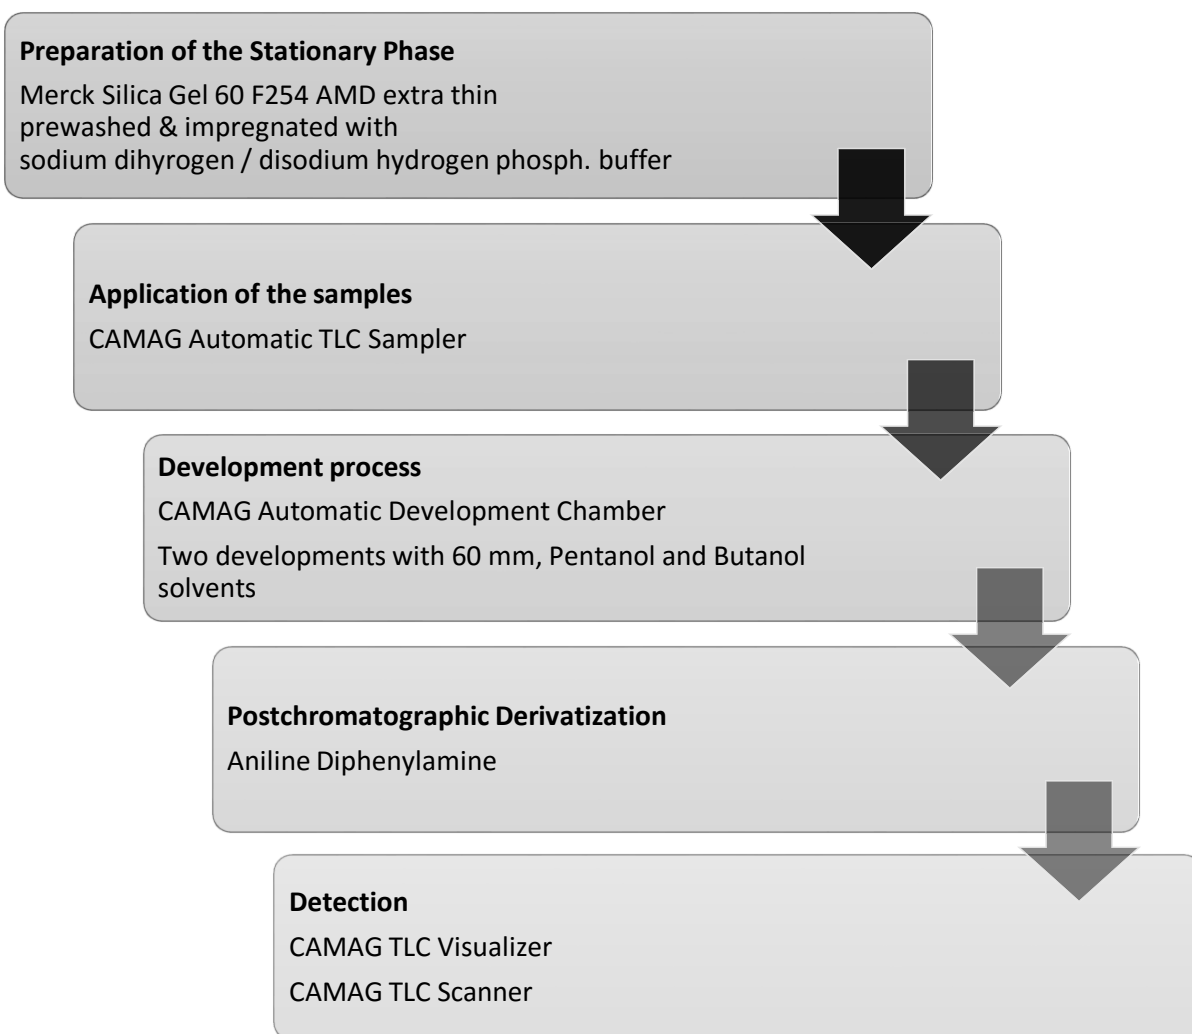 Preparation of the Stationary Phase
Merck Silica Gel 60 F254 AMD extra thin
prewashed & impregnated with
sodium dihyrogen / disodium hydrogen phosph. buffer
Application of the samples
CAMAG Automatic TLC Sampler
Development process
CAMAG Automatic Development Chamber
Two developments with 60 mm, Pentanol and Butanol
solvents
Postchromatographic Derivatization
Aniline Diphenylamine
Detection
CAMAG TLC Visualizer
CAMAG TLC Scanner